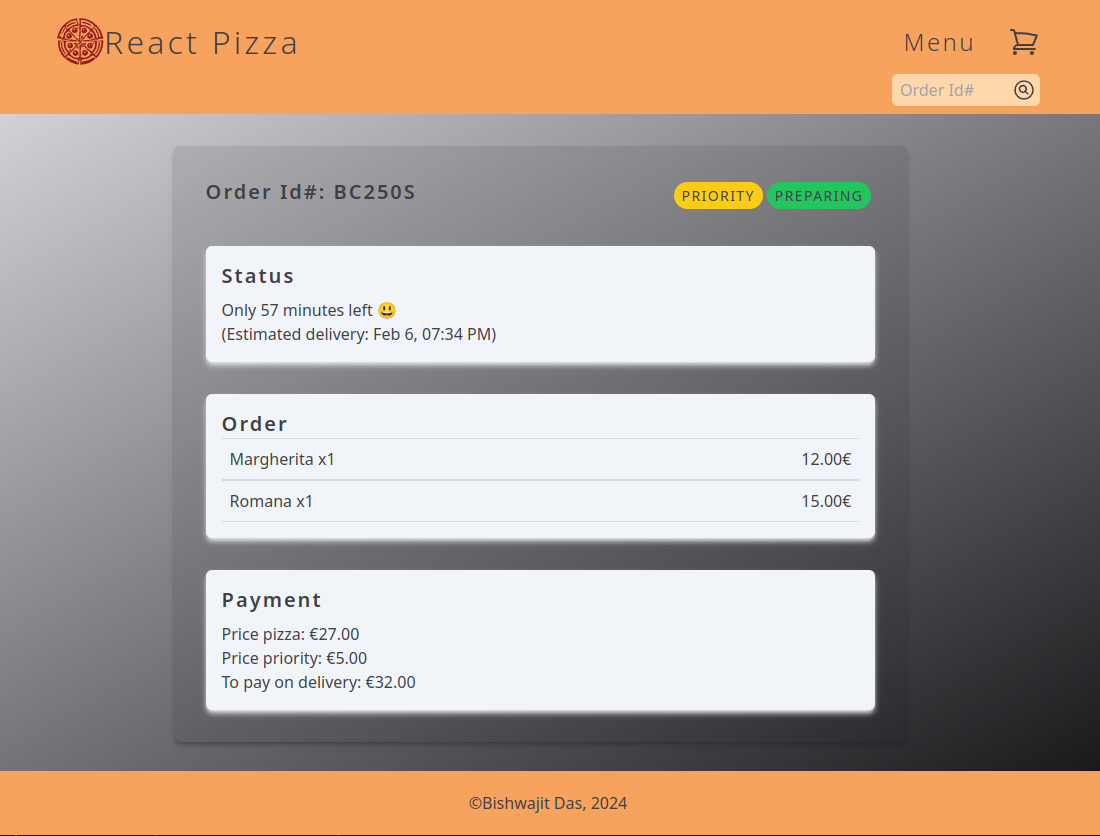 React Pizza
Menu
Order Id#
Order Id#: BC250S
PRIORITY
PREPARING
Status
Only 57 minutes left 😃
(Estimated delivery: Feb 6, 07:34 PM)
Order
Margherita x1 12.00€
Romana x1 15.00€
Payment
Price pizza: €27.00
Price priority: €5.00
To pay on delivery: €32.00
©Bishwajit Das, 2024